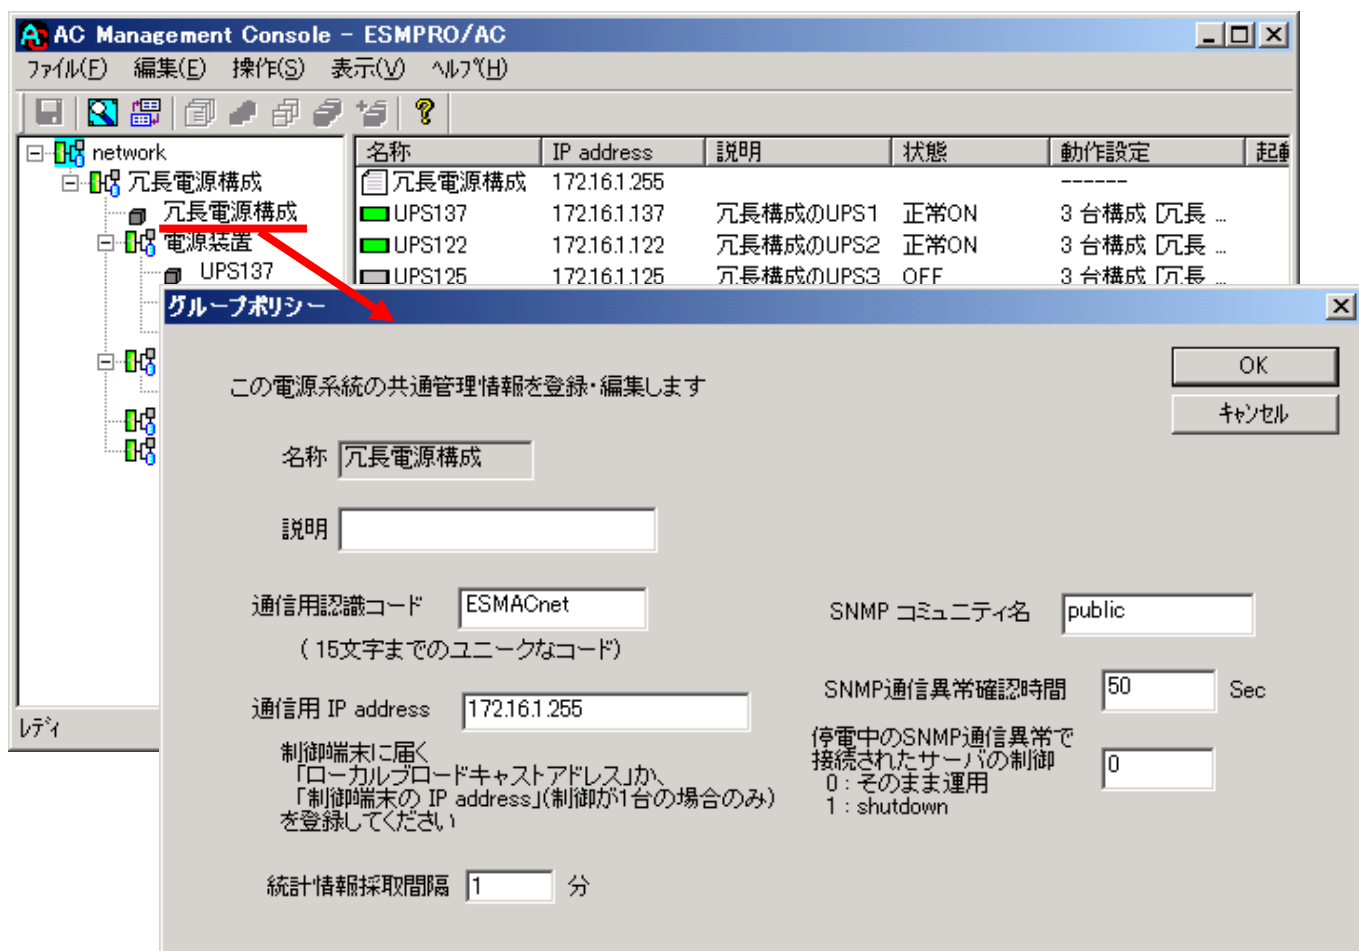 AC Management Console - ESMPRO/AC
ファイル(F) 編集(E) 操作(S) 表示(V) ヘルプ(H)
network
冗長電源構成
冗長電源構成
電源装置
UPS137
名称 IP address 説明 状態 動作設定 起動
冗長電源構成 172.16.1.255 ------
UPS137 172.16.1.137 冗長構成のUPS1 正常ON 3 台構成 [冗長 ...
UPS122 172.16.1.122 冗長構成のUPS2 正常ON 3 台構成 [冗長 ...
UPS125 172.16.1.125 冗長構成のUPS3 OFF 3 台構成 [冗長 ...
レディ
グループポリシー
この電源系統の共通管理情報を登録・編集します
OK
キャンセル
名称 冗長電源構成
説明
通信用認識コード ESMACnet
(15文字までのユニークなコード)
通信用 IP address 172.16.1.255
制御端末に届く
「ローカルブロードキャストアドレス」か、
「制御端末の IP address」(制御が1台の場合のみ)
を登録してください
統計情報採取間隔 1 分
SNMP コミュニティ名 public
SNMP通信異常確認時間 50 Sec
停電中のSNMP通信異常で
接続されたサーバの制御 0
0 : そのまま運用
1 : shutdown